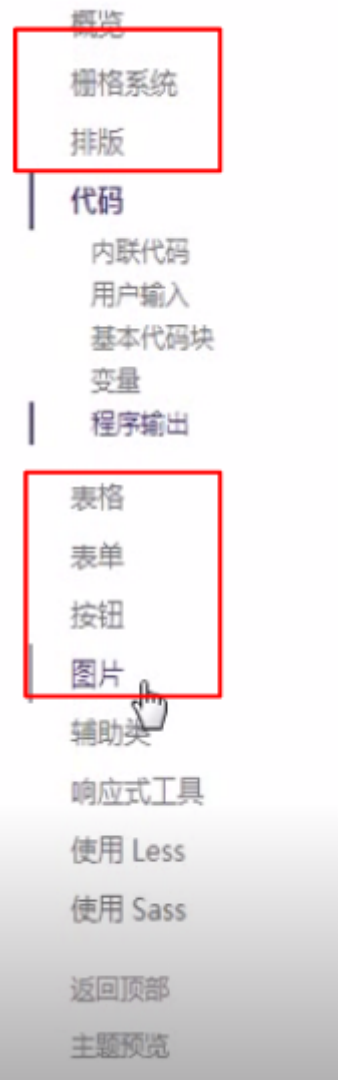 概览
栅格系统
排版
代码
内联代码
用户输入
基本代码块
变量
程序输出
表格
表单
按钮
图片
辅助类
响应式工具
使用 Less
使用 Sass
返回顶部
主题预览